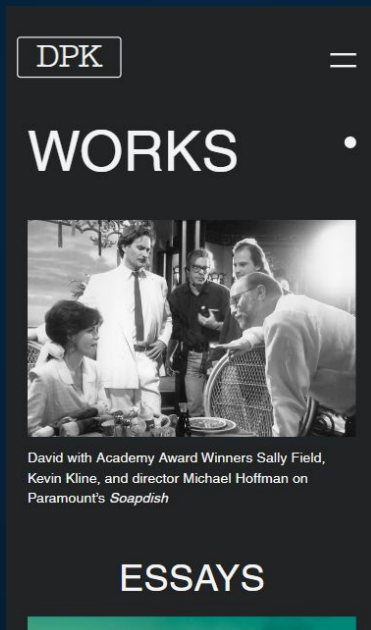 DPK
WORKS
David with Academy Award Winners Sally Field,
Kevin Kline, and director Michael Hoffman on
Paramount's Soapdish
ESSAYS